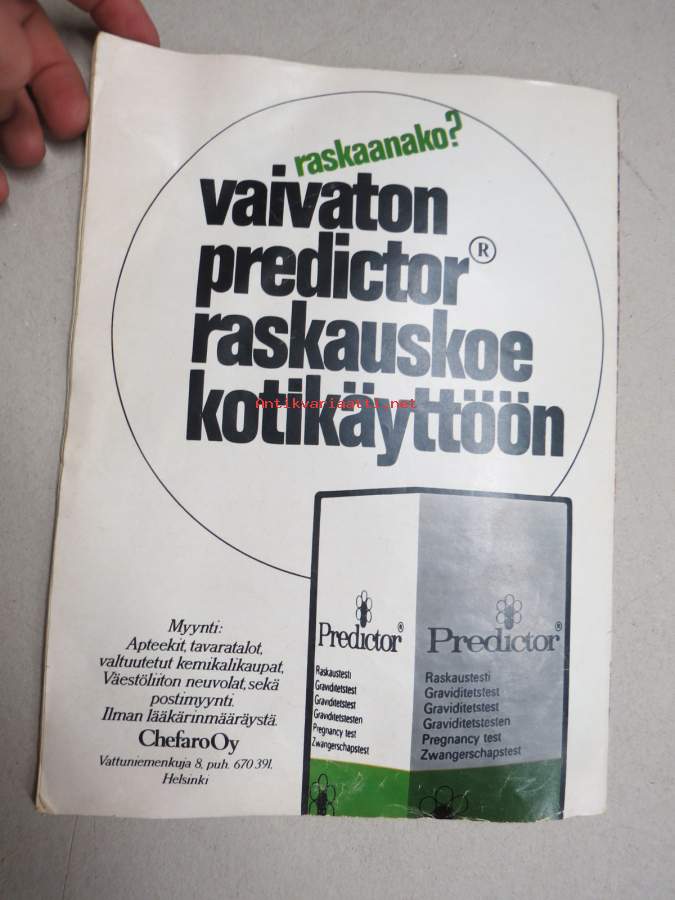 raskaanako?
vaivaton
predictor®
raskauskoe
kotikäyttöön
Antikvariaatti.net
Myynti:
Apteekit, tavaratalot,
valtuutetut kemikalikaupat,
Väestöliiton neuvolat, sekä
postimyynti.
Ilman lääkärinmääräystä.
Chefaro Oy
Vattuniemenkuja 8, puh. 670 391.
Helsinki
Predictor®
Raskaustesti
Graviditetstest
Graviditetstest
Graviditetstesten
Pregnancy test
Zwangerschapstest
Predictor®
Raskaustesti
Graviditetstest
Graviditetstest
Graviditetstesten
Pregnancy test
Zwangerschapstest